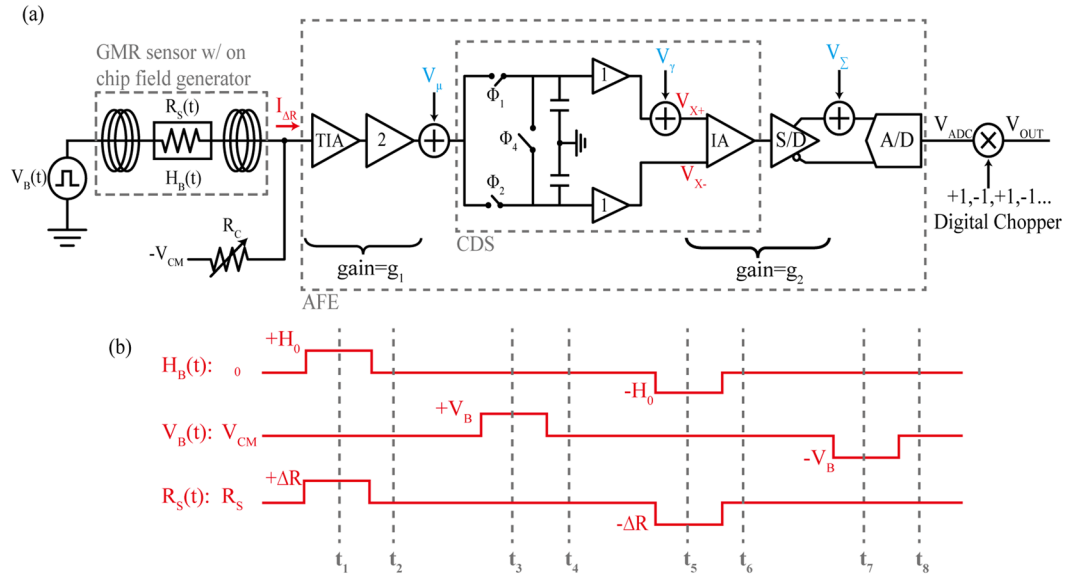 (a)
GMR sensor w/ on
chip field generator
R_S(t)
H_B(t)
V_B(t)
I_ΔR
R_C
-V_CM
TIA
2
gain=g_1
AFE
V_μ
Φ_1
Φ_4
Φ_2
CDS
1
1
V_γ
V_X+
V_X-
IA
gain=g_2
S/D
V_Σ
A/D
V_ADC
V_OUT
+1,-1,+1,-1...
Digital Chopper
(b)
H_B(t): 0
+H_0
-H_0
V_B(t): V_CM
+V_B
-V_B
R_S(t): R_S
+ΔR
-ΔR
t_1 t_2 t_3 t_4 t_5 t_6 t_7 t_8